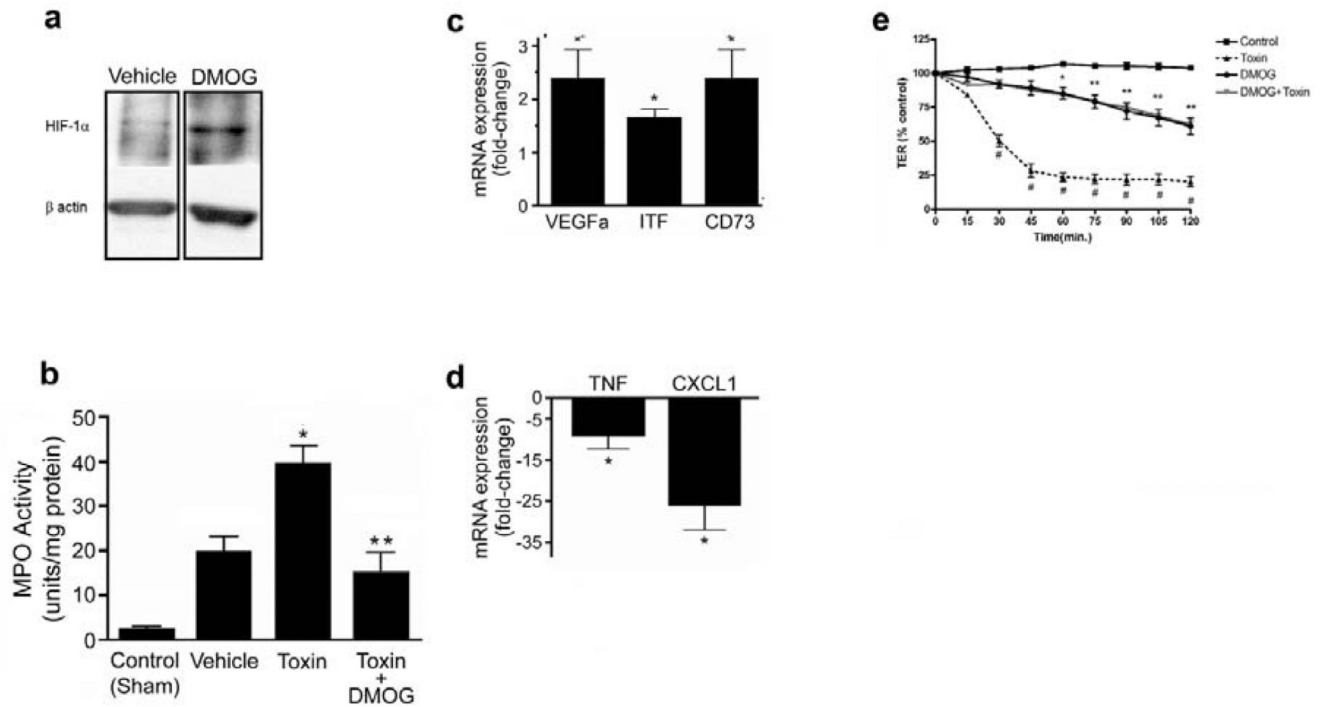 a
Vehicle DMOG
HIF-1α
β actin
b
MPO Activity
(units/mg protein)
50
40
30
20
10
0
*
**
Control
(Sham)
Vehicle
Toxin
Toxin
+
DMOG
c
mRNA expression
(fold-change)
3
2
1
0
*
*
*
VEGFa ITF CD73
d
TNF CXCL1
mRNA expression
(fold-change)
0
-5
-15
-25
-35
*
*
e
TER (% control)
125
100
75
50
25
0
* ** ** ** **
# # # # # # #
0 15 30 45 60 75 90 105 120
Time(min.)
Control
Toxin
DMOG
DMOG+Toxin